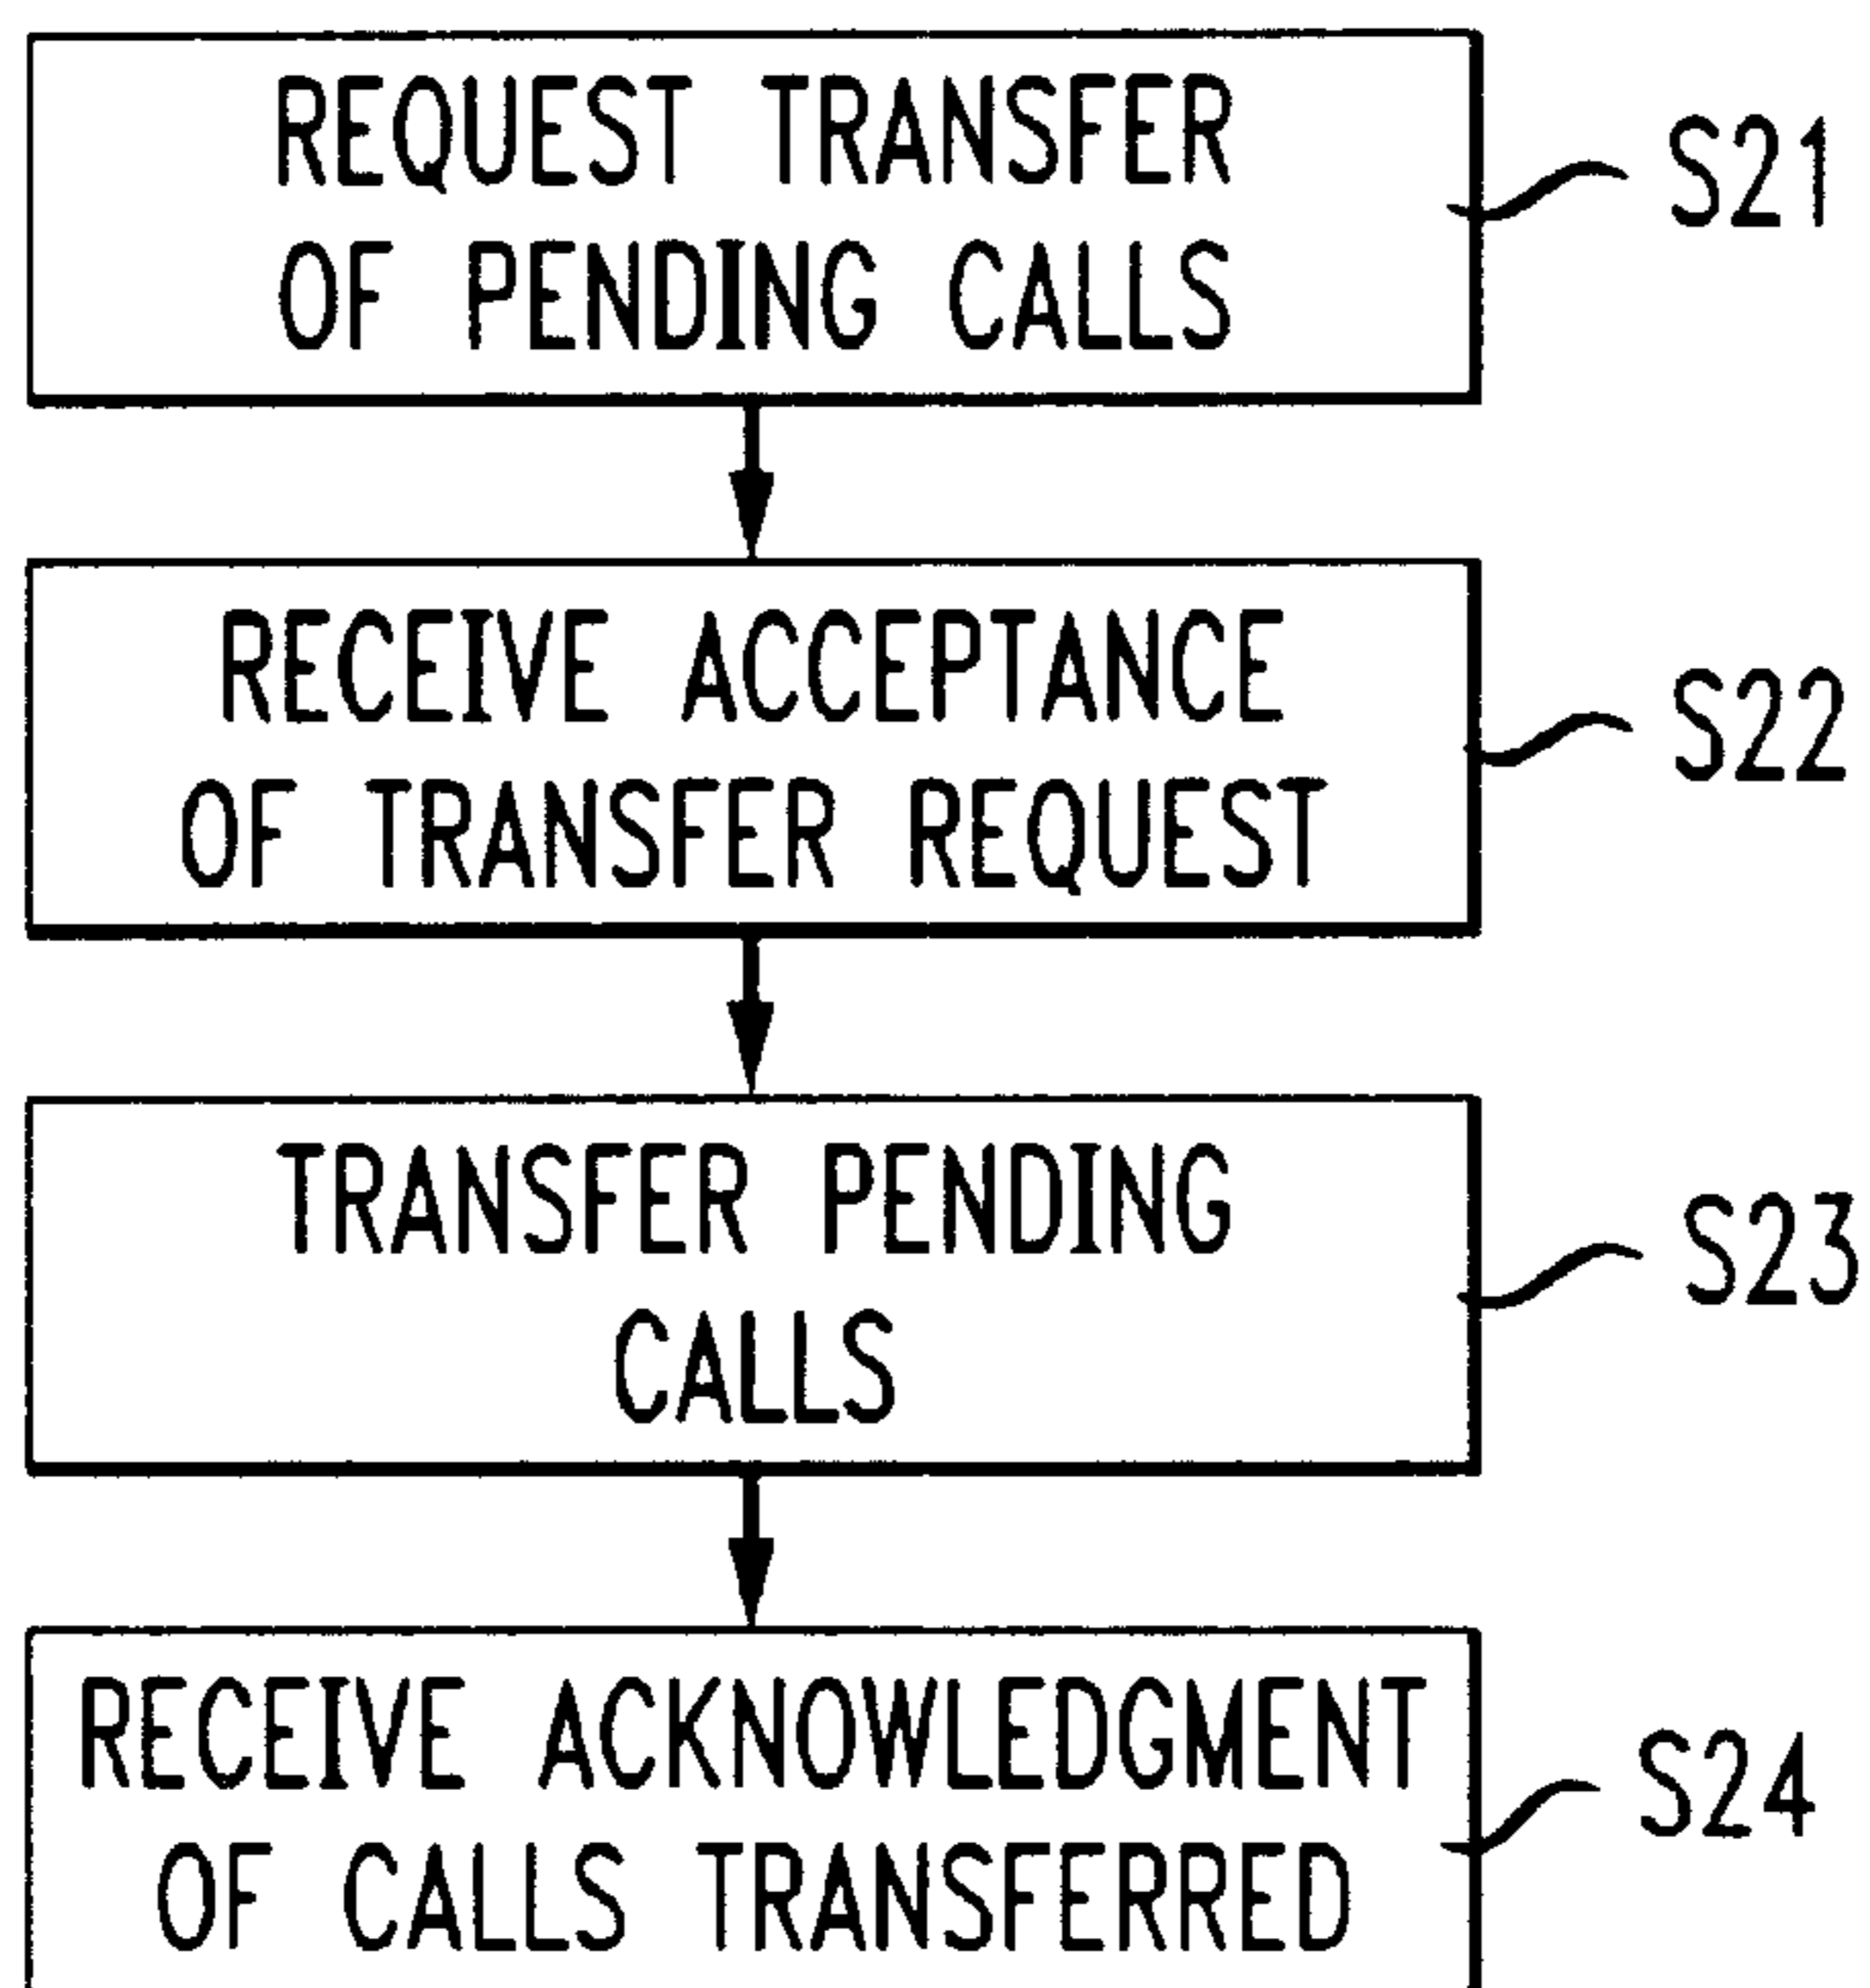 REQUEST TRANSFER
OF PENDING CALLS
S21
RECEIVE ACCEPTANCE
OF TRANSFER REQUEST
S22
TRANSFER PENDING
CALLS
S23
RECEIVE ACKNOWLEDGMENT
OF CALLS TRANSFERRED
S24